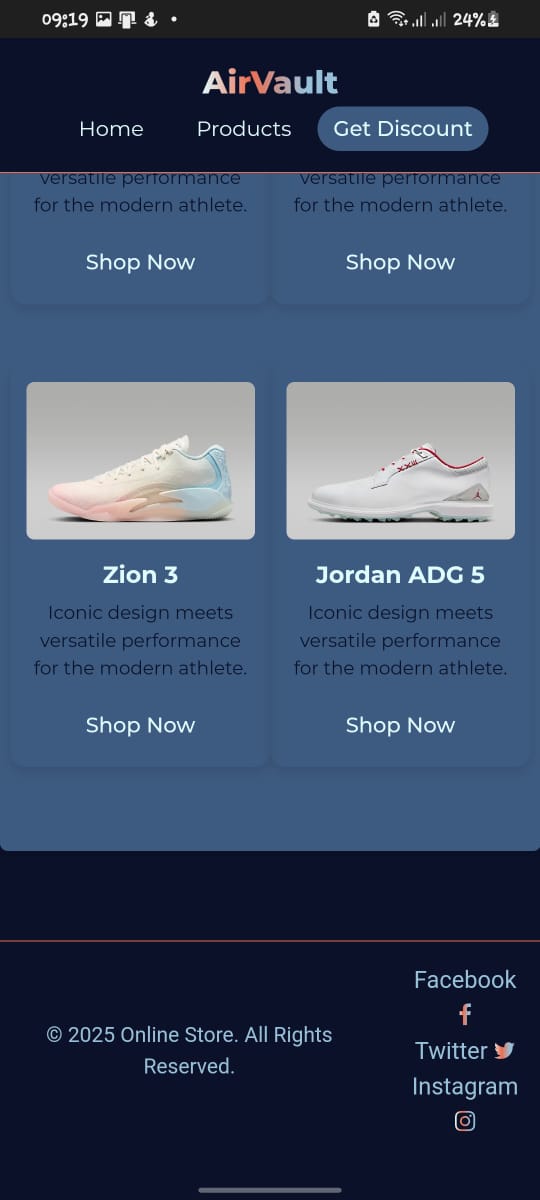 09:19 24%
AirVault
Home Products Get Discount
versatile performance versatile performance
for the modern athlete. for the modern athlete.
Shop Now Shop Now
Zion 3 Jordan ADG 5
Iconic design meets Iconic design meets
versatile performance versatile performance
for the modern athlete. for the modern athlete.
Shop Now Shop Now
© 2025 Online Store. All Rights
Reserved.
Facebook
Twitter
Instagram